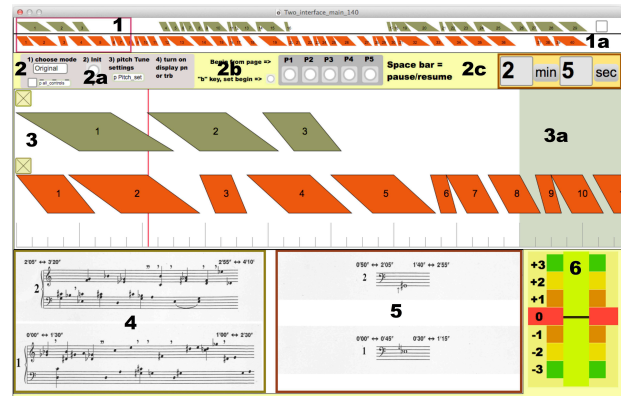 Two_interface_main_140
1
1a
2
1) choose mode
Original
p all_controls
2) Init
2a
3) pitch Tune
settings
p Pitch_set
4) turn on
display pn
or trb
2b
Begin from page =>
"b" key, set begin =>
P1 P2 P3 P4 P5
Space bar =
pause/resume
2c
2 min 5 sec
3
1 2 3
3a
1 2 3 4 5 6 7 8 9 10
2'05" ↔ 3'20" 2'55" ↔ 4'10'
2
4
0'00" ↔ 1'30" 1'00" ↔ 2'30"
1
0'50" ↔ 2'05" 1'40" ↔ 2'55"
2
5
0'00" ↔ 0'45" 0'30" ↔ 1'15"
1
6
+3
+2
+1
0
-1
-2
-3